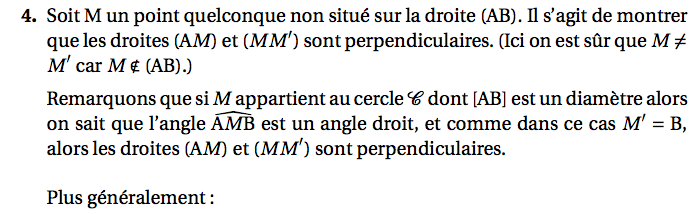 4. Soit M un point quelconque non situé sur la droite (AB). Il s'agit de montrer
que les droites (AM) et (MM′) sont perpendiculaires. (Ici on est sûr que M ≠
M′ car M ∉ (AB).)
Remarquons que si M appartient au cercle 𝒞 dont [AB] est un diamètre alors
on sait que l'angle \widehat{AMB} est un angle droit, et comme dans ce cas M′ = B,
alors les droites (AM) et (MM′) sont perpendiculaires.
Plus généralement :